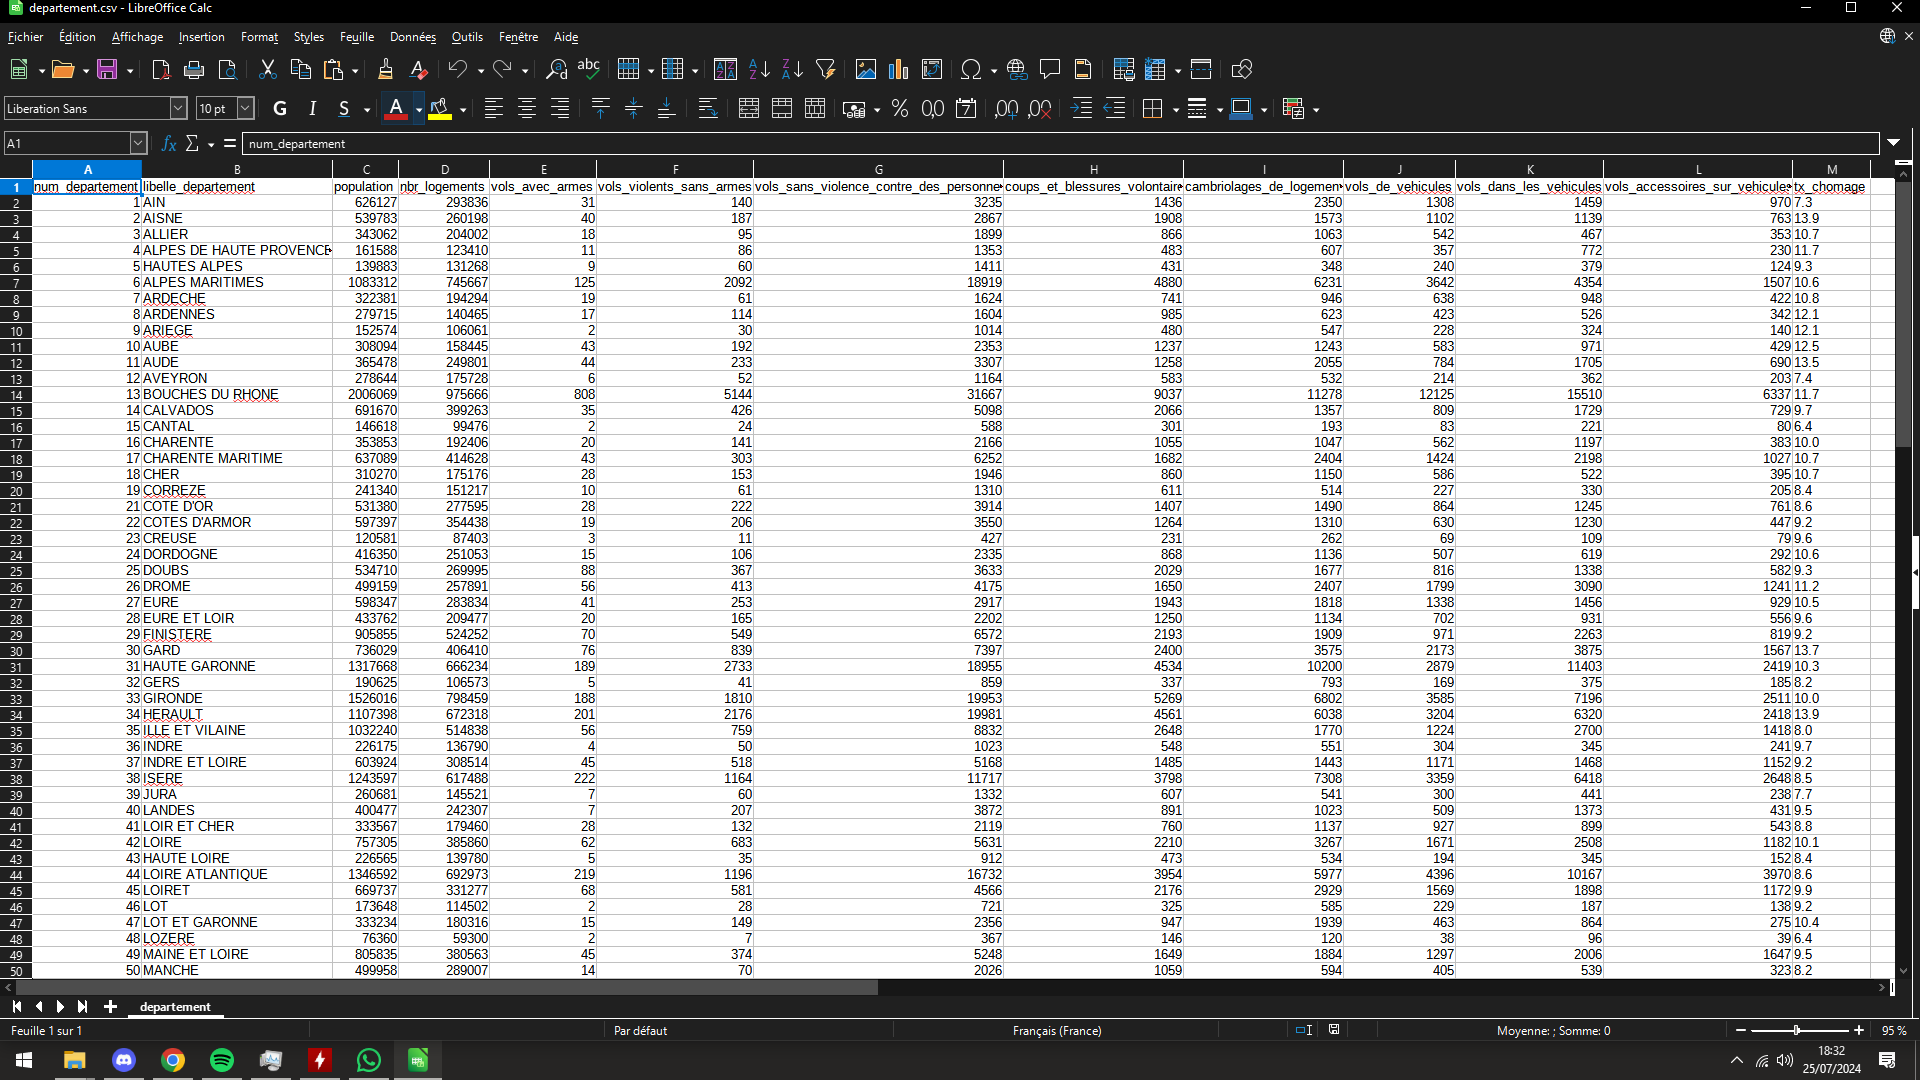 departement.csv - LibreOffice Calc
Fichier Édition Affichage Insertion Format Styles Feuille Données Outils Fenêtre Aide
Liberation Sans 10 pt G I S
A1 num_departement
A B C D E F G H I J K L M
1 num_departement libelle_departement population nbr_logements vols_avec_armes vols_violents_sans_armes vols_sans_violence_contre_des_personne coups_et_blessures_volontaire cambriolages_de_logemen vols_de_vehicules vols_dans_les_vehicules vols_accessoires_sur_vehicules tx_chomage
2 1 AIN 626127 293836 31 140 3235 1436 2350 1308 1459 970 7.3
3 2 AISNE 539783 260198 40 187 2867 1908 1573 1102 1139 763 13.9
4 3 ALLIER 343062 204002 18 95 1899 866 1063 542 467 353 10.7
5 4 ALPES DE HAUTE PROVENCE 161588 123410 11 86 1353 483 607 357 772 230 11.7
6 5 HAUTES ALPES 139883 131268 9 60 1411 431 348 240 379 124 9.3
7 6 ALPES MARITIMES 1083312 745667 125 2092 18919 4880 6231 3642 4354 1507 10.6
8 7 ARDECHE 322381 194294 19 61 1624 741 946 638 948 422 10.8
9 8 ARDENNES 279715 140465 17 114 1604 985 623 423 526 342 12.1
10 9 ARIEGE 152574 106061 2 30 1014 480 547 228 324 140 12.1
11 10 AUBE 308094 158445 43 192 2353 1237 1243 583 971 429 12.5
12 11 AUDE 365478 249801 44 233 3307 1258 2055 784 1705 690 13.5
13 12 AVEYRON 278644 175728 6 52 1164 583 532 214 362 203 7.4
14 13 BOUCHES DU RHONE 2006069 975666 808 5144 31667 9037 11278 12125 15510 6337 11.7
15 14 CALVADOS 691670 399263 35 426 5098 2066 1357 809 1729 729 9.7
16 15 CANTAL 146618 99476 2 24 588 301 193 83 221 80 6.4
17 16 CHARENTE 353853 192406 20 141 2166 1055 1047 562 1197 383 10.0
18 17 CHARENTE MARITIME 637089 414628 43 303 6252 1682 2404 1424 2198 1027 10.7
19 18 CHER 310270 175176 28 153 1946 860 1150 586 522 395 10.7
20 19 CORREZE 241340 151217 10 61 1310 611 514 227 330 205 8.4
21 21 COTE D'OR 531380 277595 28 222 3914 1407 1490 864 1245 761 8.6
22 22 COTES D'ARMOR 597397 354438 19 206 3550 1264 1310 630 1230 447 9.2
23 23 CREUSE 120581 87403 3 11 427 231 262 69 109 79 9.6
24 24 DORDOGNE 416350 251053 15 106 2335 868 1136 507 619 292 10.6
25 25 DOUBS 534710 269995 88 367 3633 2029 1677 816 1338 582 9.3
26 26 DROME 499159 257891 56 413 4175 1650 2407 1799 3090 1241 11.2
27 27 EURE 598347 283834 41 253 2917 1943 1818 1338 1456 929 10.5
28 28 EURE ET LOIR 433762 209477 20 165 2202 1250 1134 702 931 556 9.6
29 29 FINISTERE 905855 524252 70 549 6572 2193 1909 971 2263 819 9.2
30 30 GARD 736029 406410 76 839 7397 2400 3575 2173 3875 1567 13.7
31 31 HAUTE GARONNE 1317668 666234 189 2733 18955 4534 10200 2879 11403 2419 10.3
32 32 GERS 190625 106573 5 41 859 337 793 169 375 185 8.2
33 33 GIRONDE 1526016 798459 188 1810 19953 5269 6802 3585 7196 2511 10.0
34 34 HERAULT 1107398 672318 201 2176 19981 4561 6038 3204 6320 2418 13.9
35 35 ILLE ET VILAINE 1032240 514838 56 759 8832 2648 1770 1224 2700 1418 8.0
36 36 INDRE 226175 136790 4 50 1023 548 551 304 345 241 9.7
37 37 INDRE ET LOIRE 603924 308514 45 518 5168 1485 1443 1171 1468 1152 9.2
38 38 ISERE 1243597 617488 222 1164 11717 3798 7308 3359 6418 2648 8.5
39 39 JURA 260681 145521 7 60 1332 607 541 300 441 238 7.7
40 40 LANDES 400477 242307 7 207 3872 891 1023 509 1373 431 9.5
41 41 LOIR ET CHER 333567 179460 28 132 2119 760 1137 927 899 543 8.8
42 42 LOIRE 757305 385860 62 683 5631 2210 3267 1671 2508 1182 10.1
43 43 HAUTE LOIRE 226565 139780 5 35 912 473 534 194 345 152 8.4
44 44 LOIRE ATLANTIQUE 1346592 692973 219 1196 16732 3954 5977 4396 10167 3970 8.6
45 45 LOIRET 669737 331277 68 581 4566 2176 2929 1569 1898 1172 9.9
46 46 LOT 173648 114502 2 28 721 325 585 229 187 138 9.2
47 47 LOT ET GARONNE 333234 180316 15 149 2356 947 1939 463 864 275 10.4
48 48 LOZERE 76360 59300 2 7 367 146 120 38 96 39 6.4
49 49 MAINE ET LOIRE 805835 380563 45 374 5248 1649 1884 1297 2006 1647 9.5
50 50 MANCHE 499958 289007 14 70 2026 1059 594 405 539 323 8.2
departement
Feuille 1 sur 1 Par défaut Français (France) Moyenne: ; Somme: 0 95 %
18:32
25/07/2024